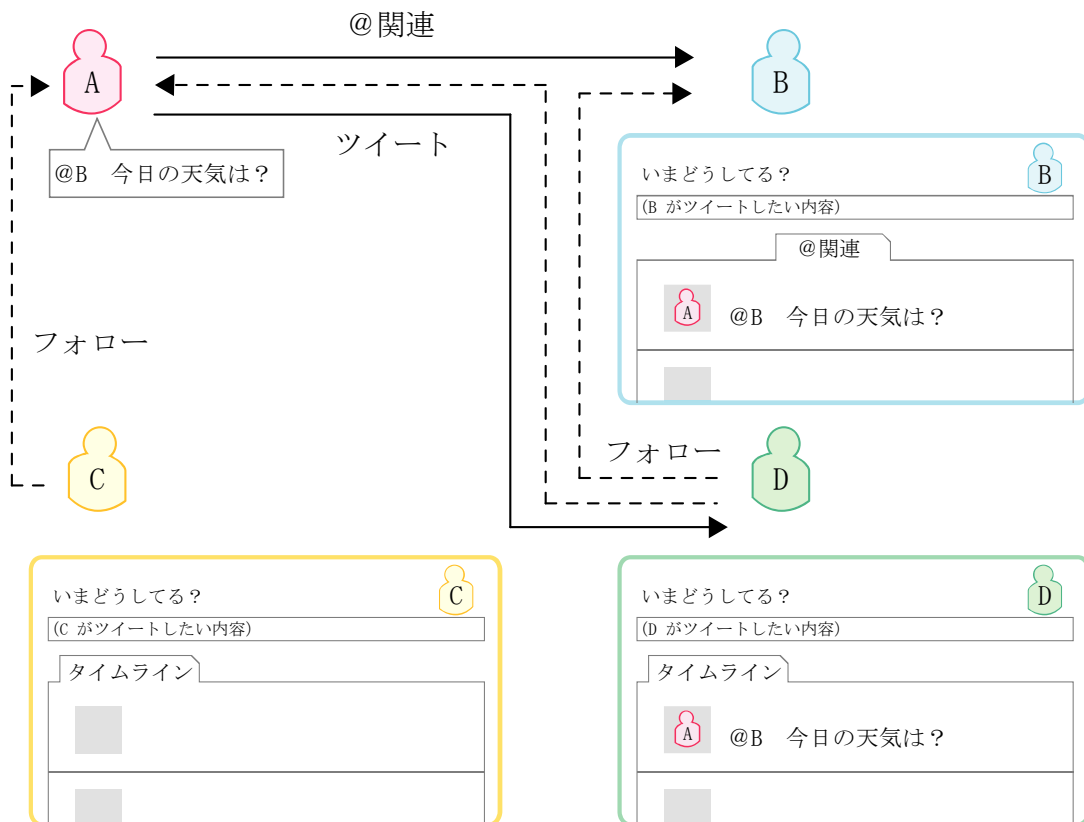 @関連
A
B
ツイート
@B 今日の天気は？
いまどうしてる？
B
(B がツイートしたい内容)
@関連
A
@B 今日の天気は？
フォロー
フォロー
C
D
いまどうしてる？
C
(C がツイートしたい内容)
タイムライン
いまどうしてる？
D
(D がツイートしたい内容)
タイムライン
A
@B 今日の天気は？